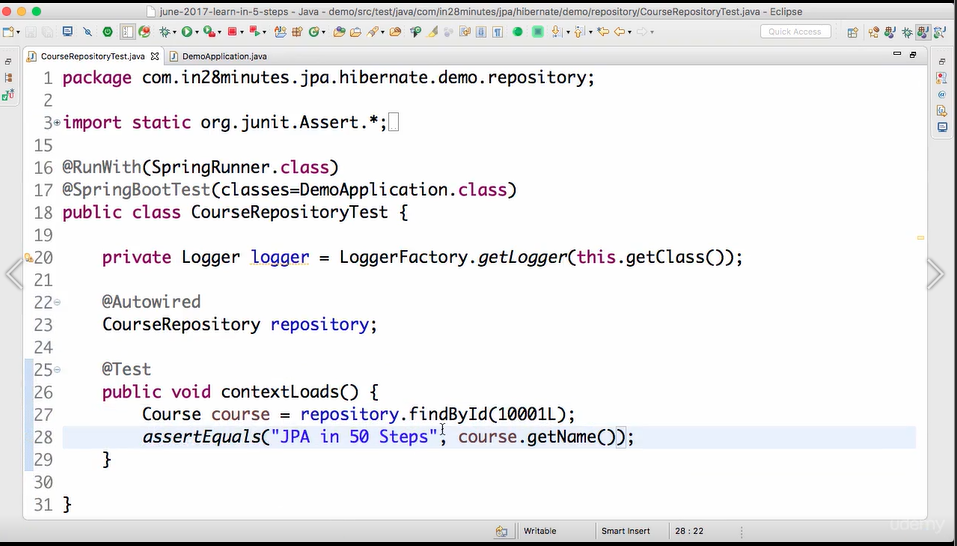 june-2017-learn-in-5-steps - Java - demo/src/test/java/com/in28minutes/jpa/hibernate/demo/repository/CourseRepositoryTest.java - Eclipse
Quick Access
CourseRepositoryTest.java DemoApplication.java
1 package com.in28minutes.jpa.hibernate.demo.repository;
2
3 import static org.junit.Assert.*;
15
16 @RunWith(SpringRunner.class)
17 @SpringBootTest(classes=DemoApplication.class)
18 public class CourseRepositoryTest {
19
20 private Logger logger = LoggerFactory.getLogger(this.getClass());
21
22 @Autowired
23 CourseRepository repository;
24
25 @Test
26 public void contextLoads() {
27 Course course = repository.findById(10001L);
28 assertEquals("JPA in 50 Steps", course.getName());
29 }
30
31 }
Writable Smart Insert 28 : 22
udemy